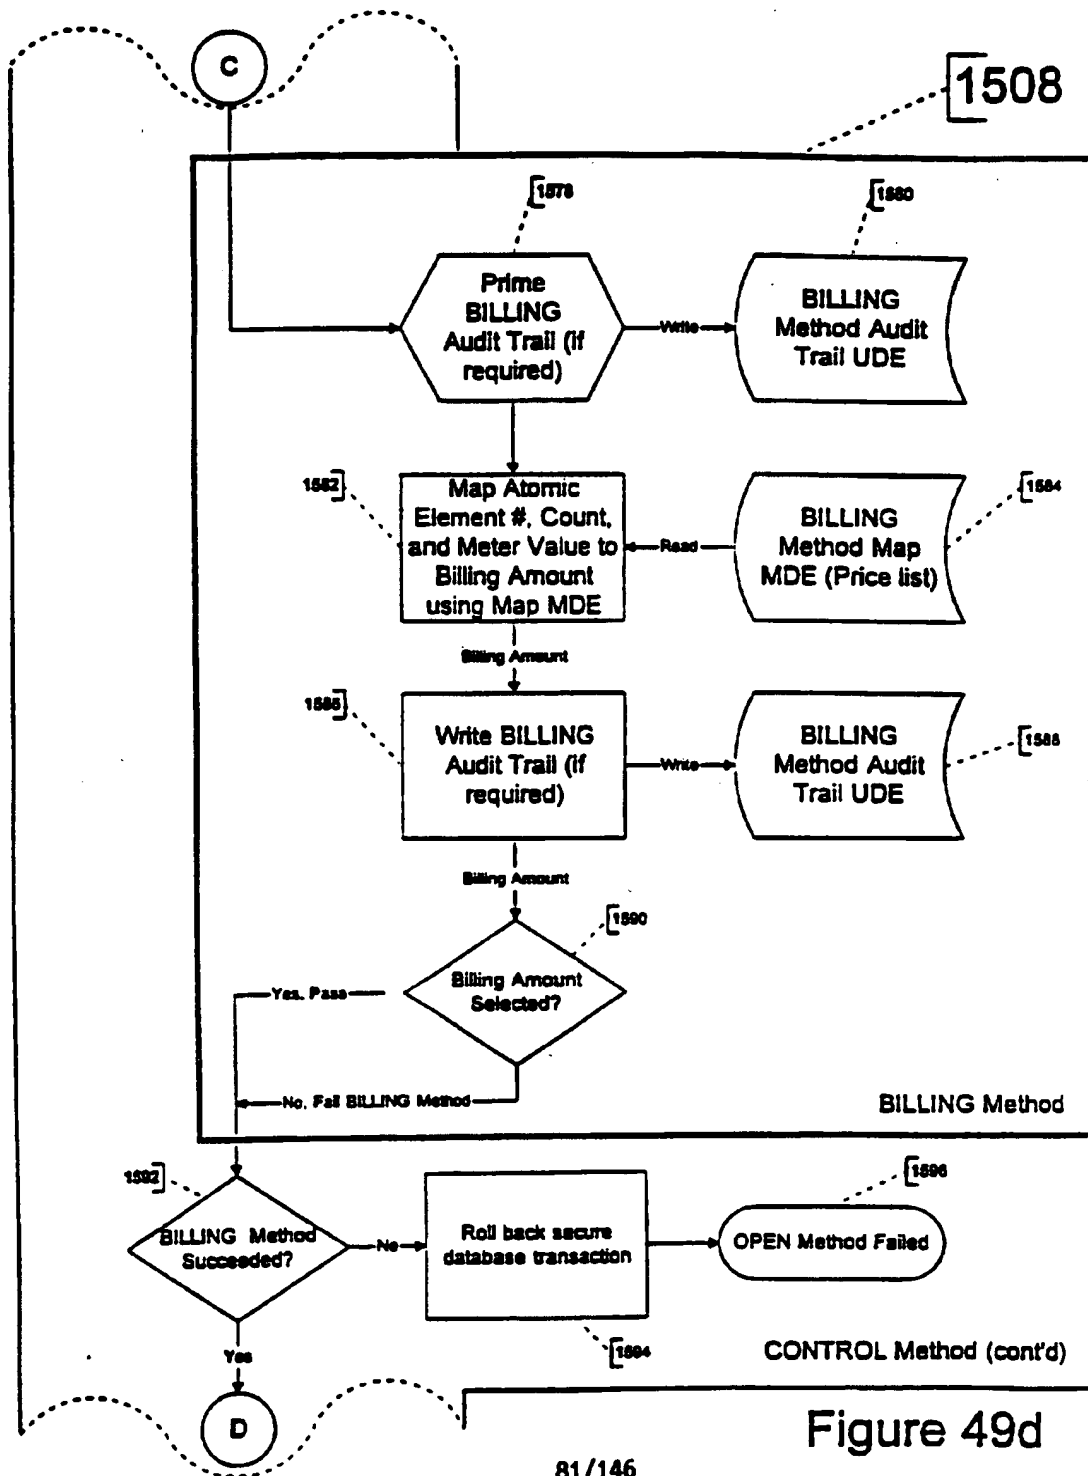 C
1508
1578
1580
Prime
BILLING
Audit Trail (if
required)
Write
BILLING
Method Audit
Trail UDE
1582
1584
Map Atomic
Element #, Count,
and Meter Value to
Billing Amount
using Map MDE
Read
BILLING
Method Map
MDE (Price list)
Billing Amount
1586
1588
Write BILLING
Audit Trail (if
required)
Write
BILLING
Method Audit
Trail UDE
Billing Amount
1590
Billing Amount
Selected?
Yes, Pass
No, Fail BILLING Method
BILLING Method
1592
1596
BILLING Method
Succeeded?
No
Roll back secure
database transaction
OPEN Method Failed
Yes
1594
CONTROL Method (cont'd)
D
Figure 49d
81/146